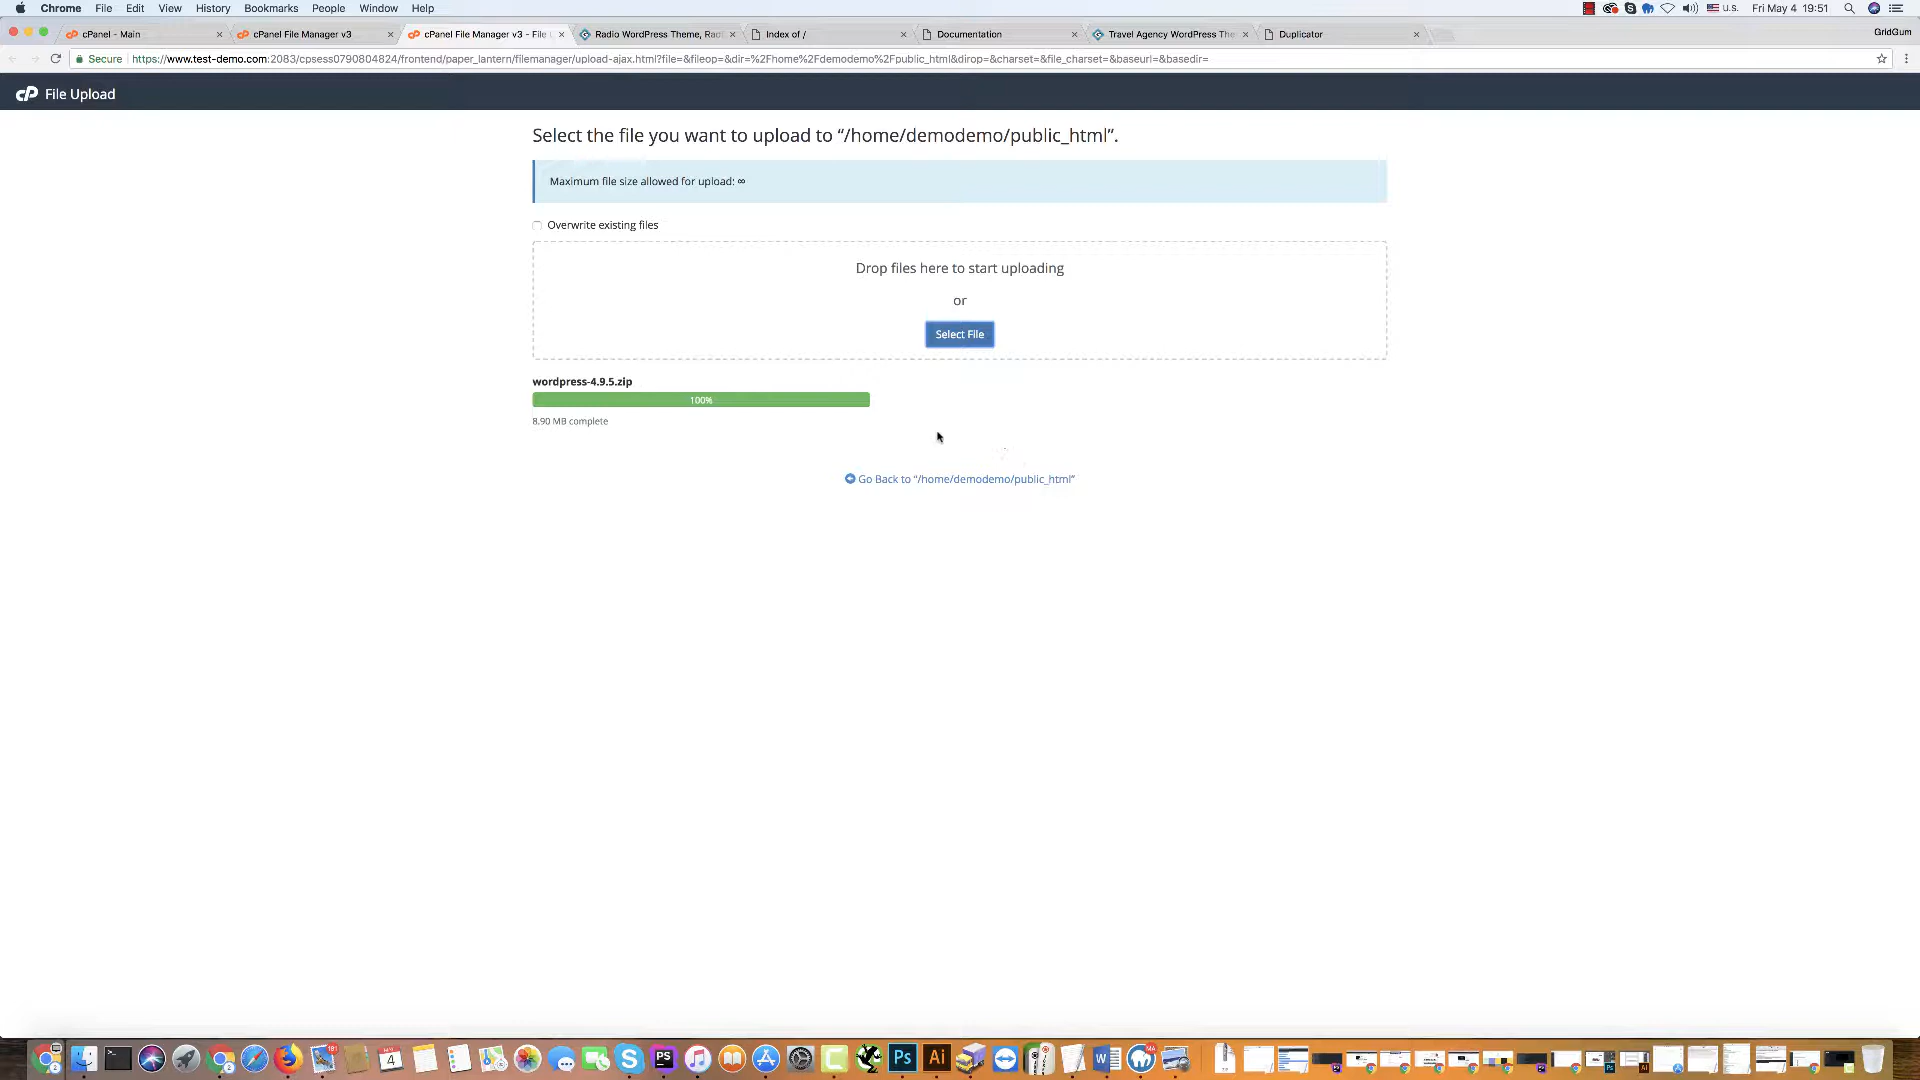 Chrome File Edit View History Bookmarks People Window Help
U.S. Fri May 4 19:51
cPanel - Main
cPanel File Manager v3
cPanel File Manager v3 - File
Radio WordPress Theme, Rad
Index of /
Documentation
Travel Agency WordPress The
Duplicator
GridGum
Secure https://www.test-demo.com:2083/cpsess0790804824/frontend/paper_lantern/filemanager/upload-ajax.html?file=&fileop=&dir=%2Fhome%2Fdemodemo%2Fpublic_html&dirop=&charset=&file_charset=&baseurl=&basedir=
cP File Upload
Select the file you want to upload to “/home/demodemo/public_html”.
Maximum file size allowed for upload: ∞
Overwrite existing files
Drop files here to start uploading
or
Select File
wordpress-4.9.5.zip
100%
8.90 MB complete
Go Back to “/home/demodemo/public_html”
4
PS
Ps
Ai
W